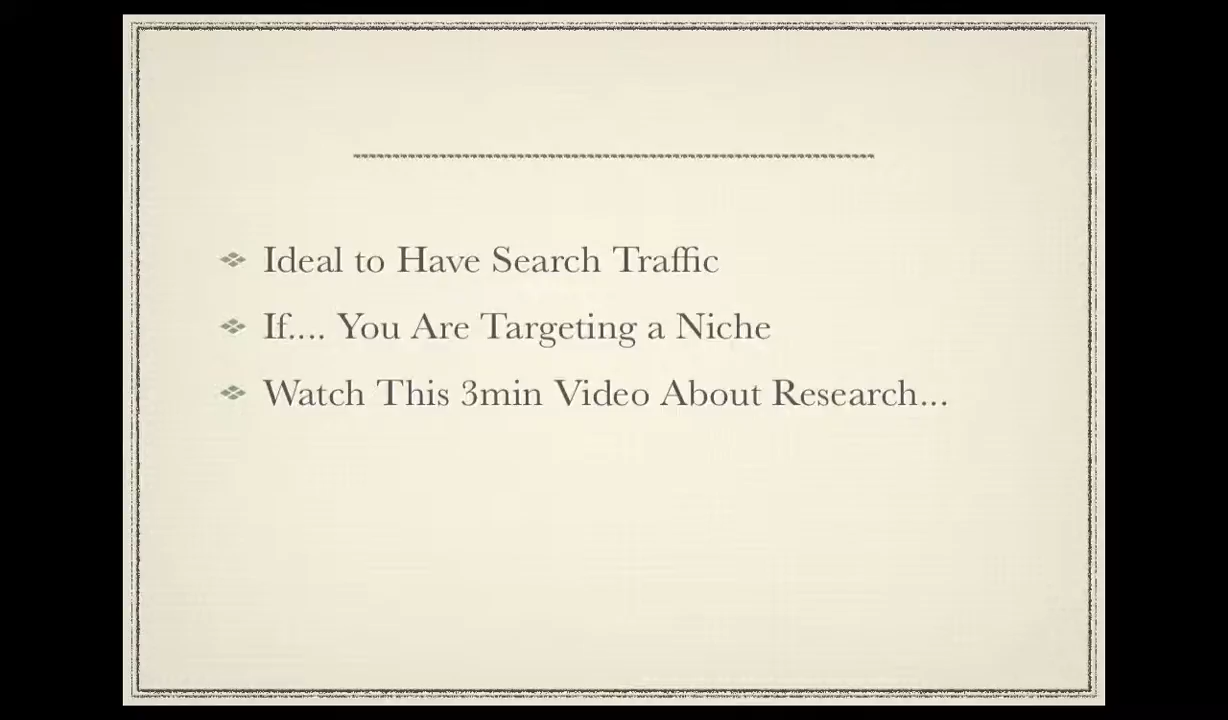 Ideal to Have Search Traffic
If.... You Are Targeting a Niche
Watch This 3min Video About Research...